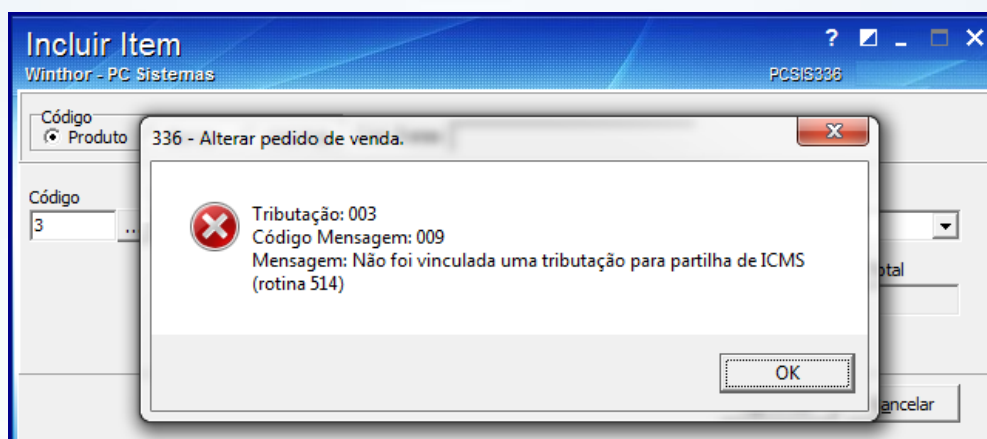 Incluir Item
Winthor - PC Sistemas
PCSIS336
Código
Produto
336 - Alterar pedido de venda.
Código
3
..
Tributação: 003
Código Mensagem: 009
Mensagem: Não foi vinculada uma tributação para partilha de ICMS
(rotina 514)
otal
OK
ancelar